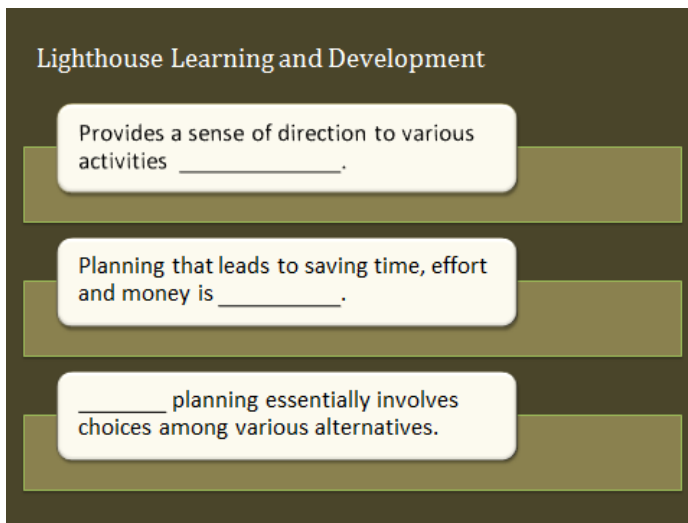 Lighthouse Learning and Development
Provides a sense of direction to various
activities ______________.
Planning that leads to saving time, effort
and money is __________.
_______ planning essentially involves
choices among various alternatives.